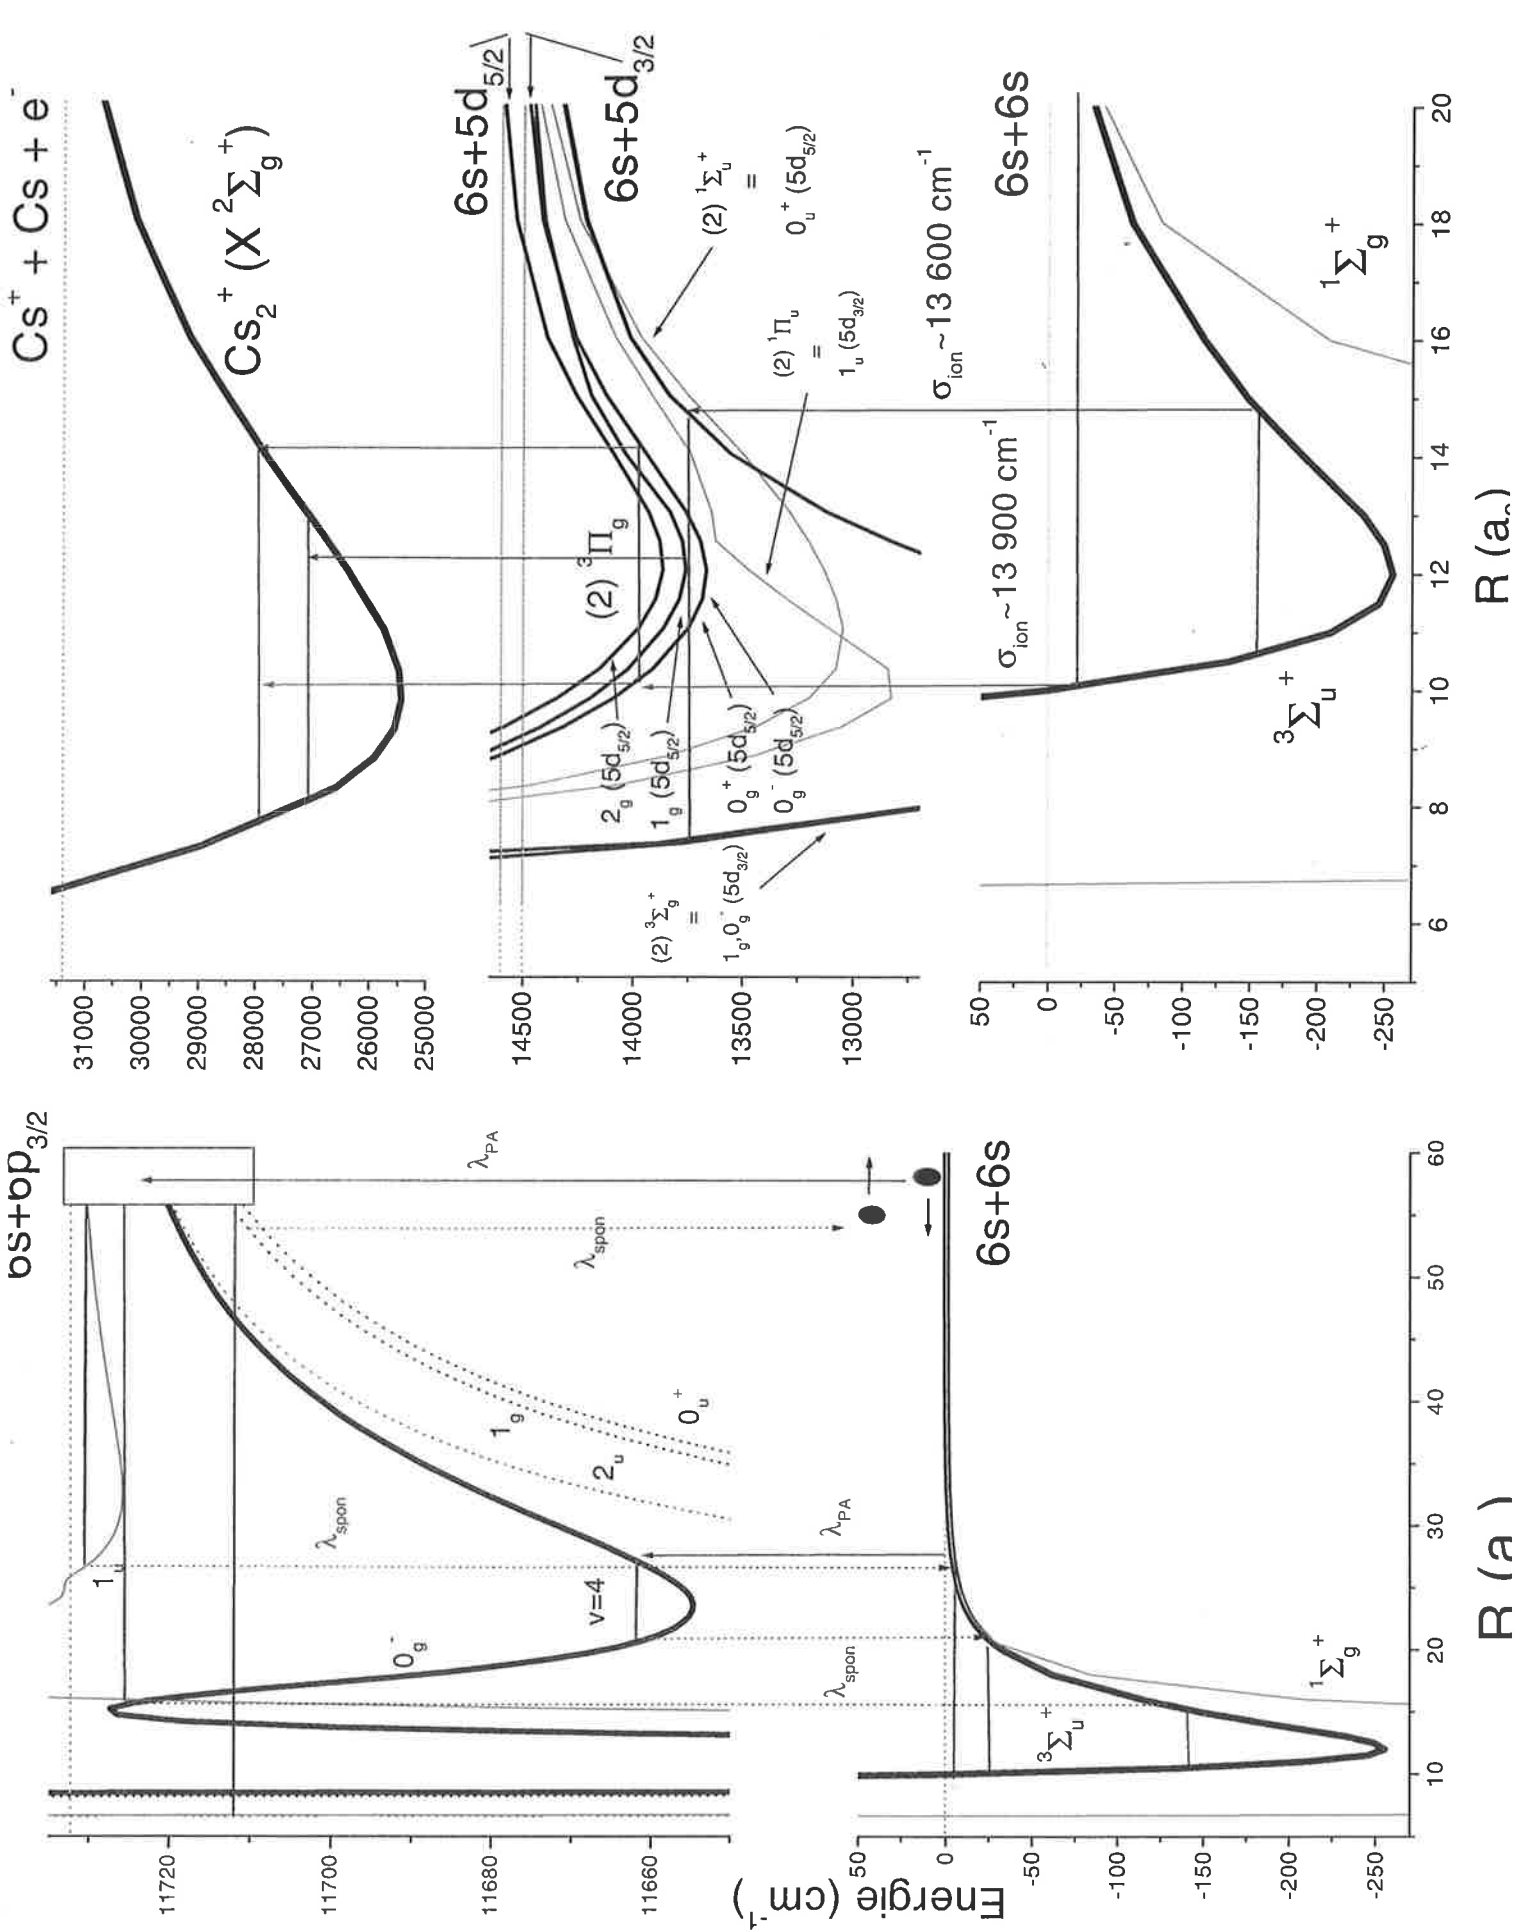 6s+6p3/2
11720
11700
11680
11660
1u
0g-
v=4
λspon
2u
1g
0u+
λPA
λspon
λPA
λspon
50
0
-50
-100
-150
-200
-250
Energie (cm-1)
6s+6s
3Σu+
1Σg+
10
20
30
40
50
60
R (a
Cs+ + Cs + e-
31000
30000
29000
28000
27000
26000
25000
Cs2+ (X 2Σg+)
14500
14000
13500
13000
6s+5d5/2
6s+5d3/2
(2) 3Πg
2g (5d5/2)
1g (5d5/2)
0g+ (5d5/2)
0g- (5d5/2)
(2) 3Σg+
=
1g,0g- (5d3/2)
(2) 1Σu+
=
0u+ (5d5/2)
(2) 1Πu
=
1u (5d3/2)
σion~13 900 cm-1
σion~13 600 cm-1
50
0
-50
-100
-150
-200
-250
6s+6s
3Σu+
1Σg+
6
8
10
12
14
16
18
20
R (a0)